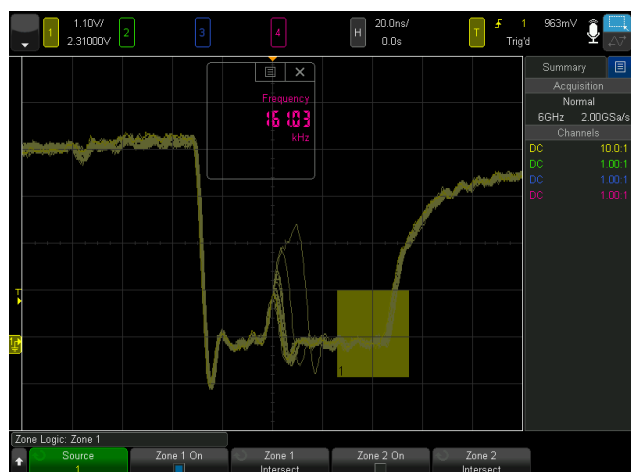 1 1.10V/ 2 3 4 H 20.0ns/ T 1 963mV
2.31000V 0.0s Trig'd
Summary
Acquisition
Normal
6GHz 2.00GSa/s
Channels
DC 10.0:1
DC 1.00:1
DC 1.00:1
DC 1.00:1
Frequency
161.03
kHz
T
1
1
Zone Logic: Zone 1
Source Zone 1 On Zone 1 Zone 2 On Zone 2
1 Intersect Intersect